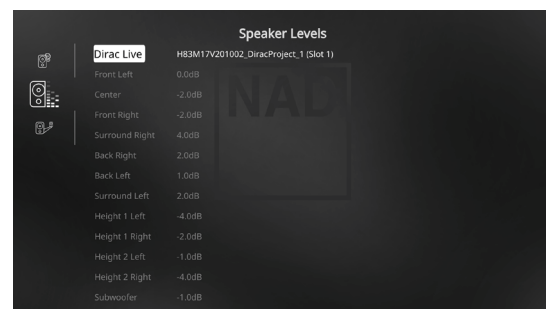 Speaker Levels
Dirac Live H83M17V201002_DiracProject_1 (Slot 1)
Front Left 0.0dB
Center -2.0dB
Front Right -2.0dB
Surround Right 4.0dB
Back Right 2.0dB
Back Left 1.0dB
Surround Left 2.0dB
Height 1 Left -4.0dB
Height 1 Right -2.0dB
Height 2 Left -1.0dB
Height 2 Right -4.0dB
Subwoofer -1.0dB
NAD